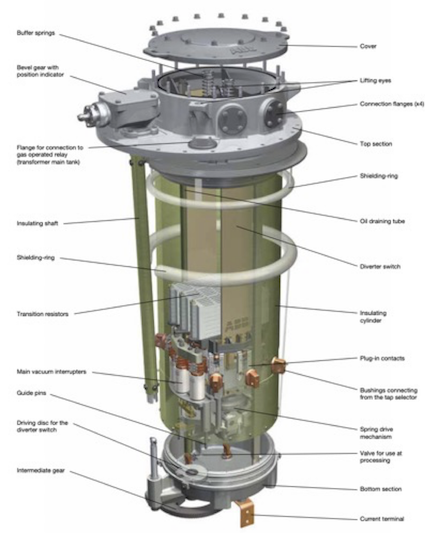 Buffer springs
Bevel gear with
position indicator
Flange for connection to
gas operated relay
(transformer main tank)
Insulating shaft
Shielding-ring
Transition resistors
Main vacuum interrupters
Guide pins
Driving disc for the
diverter switch
Intermediate gear
Cover
Lifting eyes
Connection flanges (x4)
Top section
Shielding-ring
Oil draining tube
Diverter switch
Insulating
cylinder
Plug-in contacts
Bushings connecting
from the tap selector
Spring drive
mechanism
Valve for use at
processing
Bottom section
Current terminal
ABB
ABB